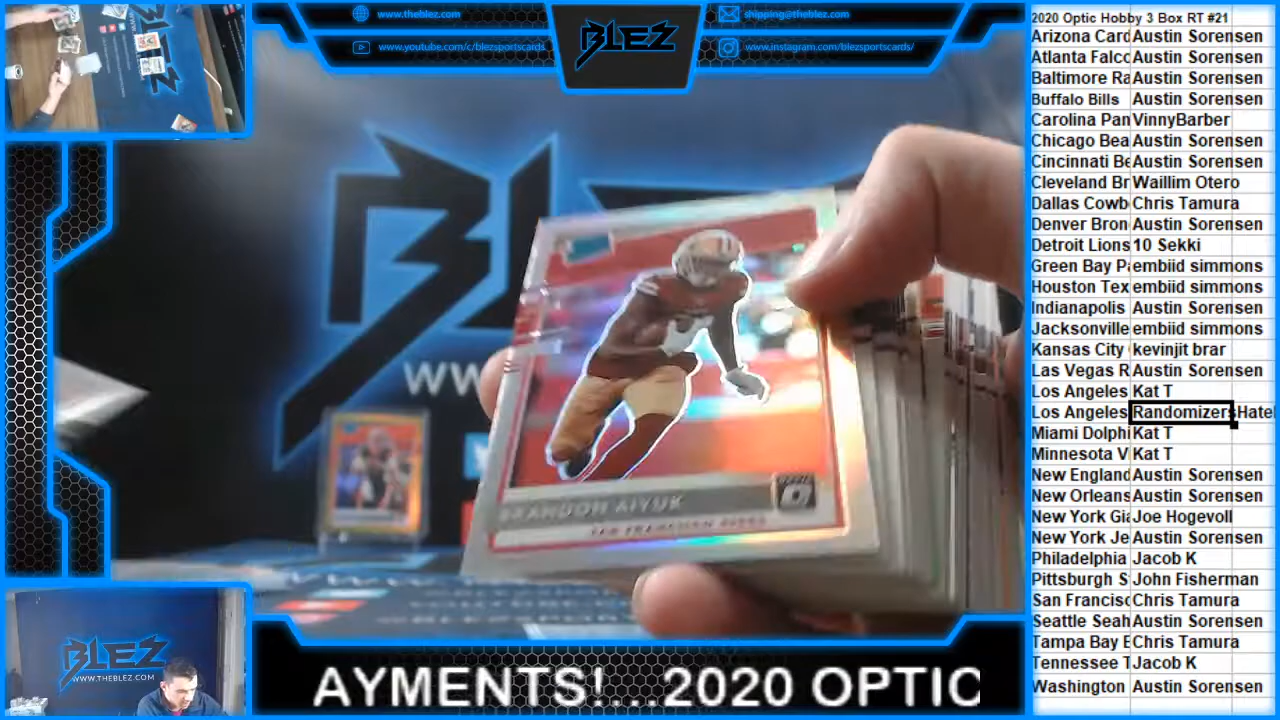 www.theblez.com
www.youtube.com/c/blezsportscards
BLEZ
shipping@theblez.com
www.instagram.com/blezsportscards/
2020 Optic Hobby 3 Box RT #21
Arizona Card Austin Sorensen
Atlanta Falco Austin Sorensen
Baltimore Ra Austin Sorensen
Buffalo Bills Austin Sorensen
Carolina Pan VinnyBarber
Chicago Bea Austin Sorensen
Cincinnati Be Austin Sorensen
Cleveland Br Waillim Otero
Dallas Cowb Chris Tamura
Denver Bron Austin Sorensen
Detroit Lions 10 Sekki
Green Bay P embiid simmons
Houston Tex embiid simmons
Indianapolis Austin Sorensen
Jacksonville embiid simmons
Kansas City kevinjit brar
Las Vegas R Austin Sorensen
Los Angeles Kat T
Los Angeles RandomizersHate
Miami Dolphi Kat T
Minnesota V Kat T
New England Austin Sorensen
New Orleans Austin Sorensen
New York Gia Joe Hogevoll
New York Je Austin Sorensen
Philadelphia Jacob K
Pittsburgh S John Fisherman
San Francisc Chris Tamura
Seattle Seah Austin Sorensen
Tampa Bay B Chris Tamura
Tennessee T Jacob K
Washington Austin Sorensen
BLEZ
WW
BRANDON AIYUK
SAN FRANCISCO 49ERS
BLEZ
WWW.THEBLEZ.COM
AYMENTS!...2020 OPTIC